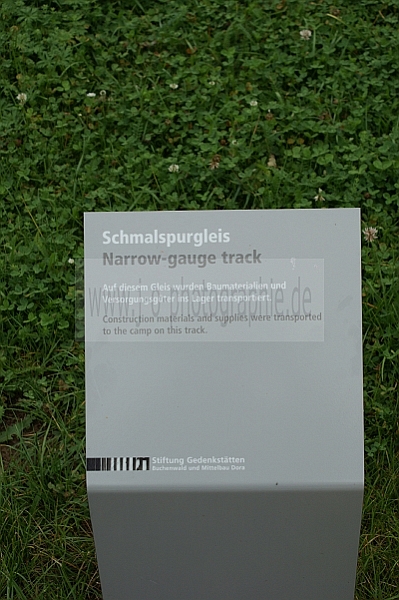 Schmalspurgleis
Narrow-gauge track
Auf diesem Gleis wurden Baumaterialien und
Versorgungsgüter ins Lager transportiert.
Construction materials and supplies were transported
to the camp on this track.
Stiftung Gedenkstätten
Buchenwald und Mittelbau Dora